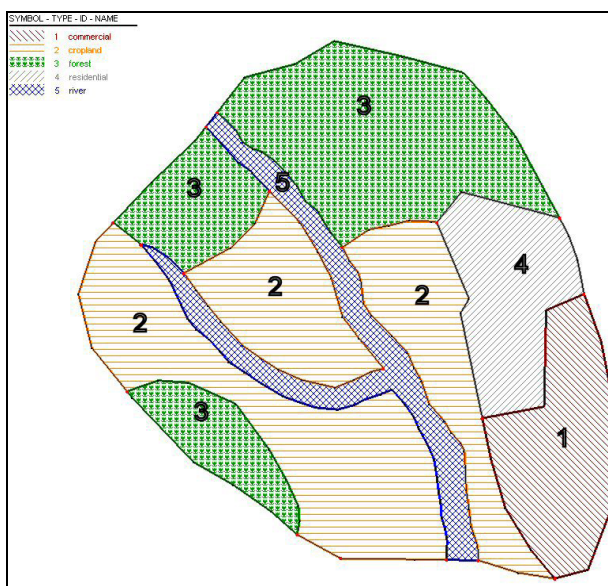 SYMBOL - TYPE - ID - NAME
1 commercial
2 cropland
3 forest
4 residential
5 river
3
3
5
4
2
2
2
3
1